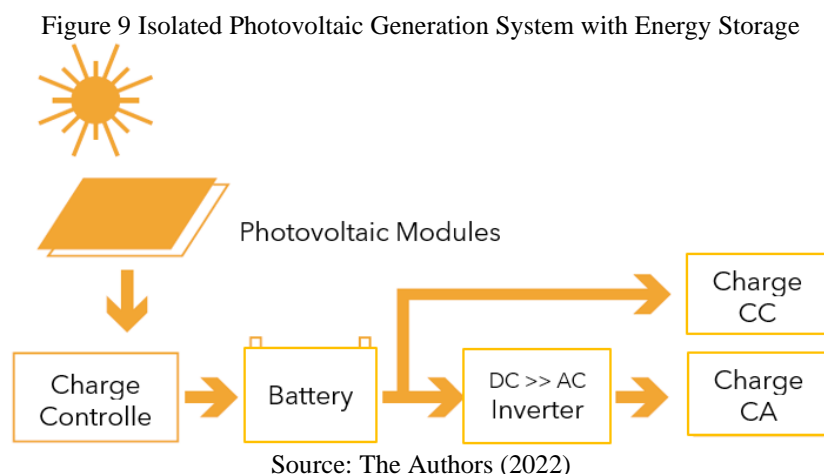 Figure 9 Isolated Photovoltaic Generation System with Energy Storage
Photovoltaic Modules
Charge
CC
Charge
Controlle
Battery
DC >> AC
Inverter
Charge
CA
Source: The Authors (2022)